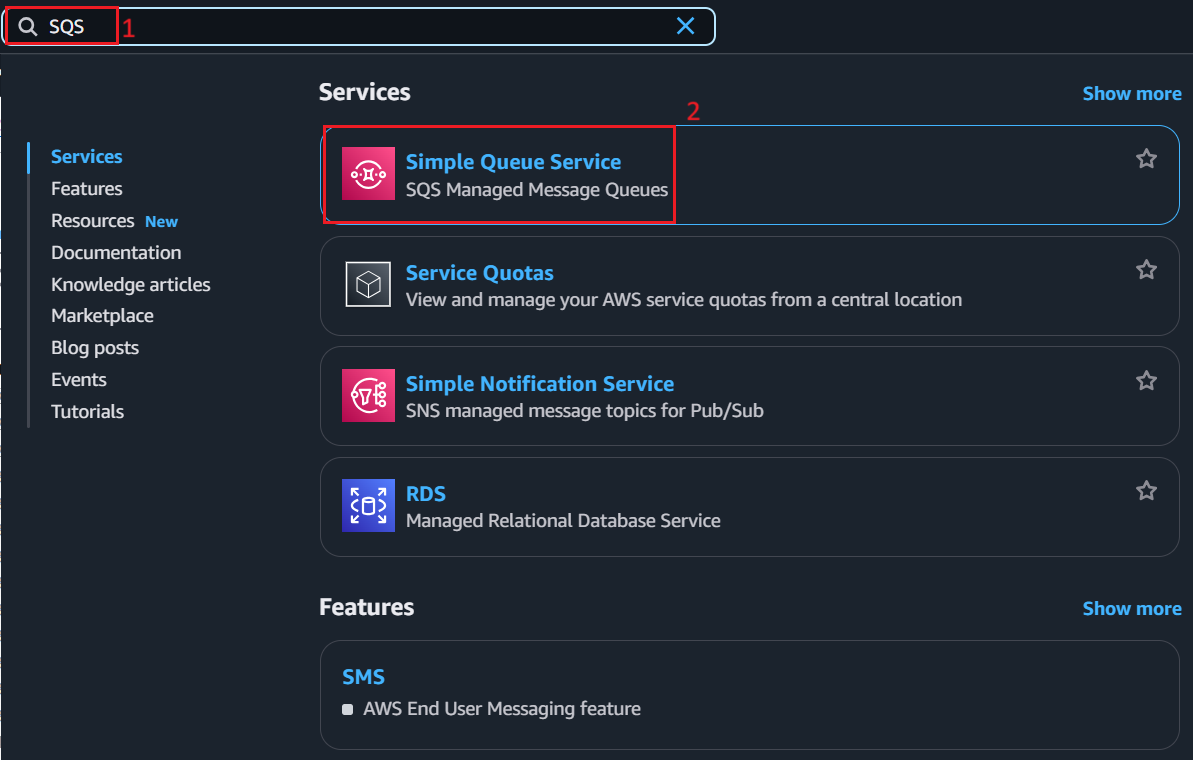 SQS
1
Services
Features
Resources New
Documentation
Knowledge articles
Marketplace
Blog posts
Events
Tutorials
Services
Show more
2
Simple Queue Service
SQS Managed Message Queues
Service Quotas
View and manage your AWS service quotas from a central location
Simple Notification Service
SNS managed message topics for Pub/Sub
RDS
Managed Relational Database Service
Features
Show more
SMS
AWS End User Messaging feature